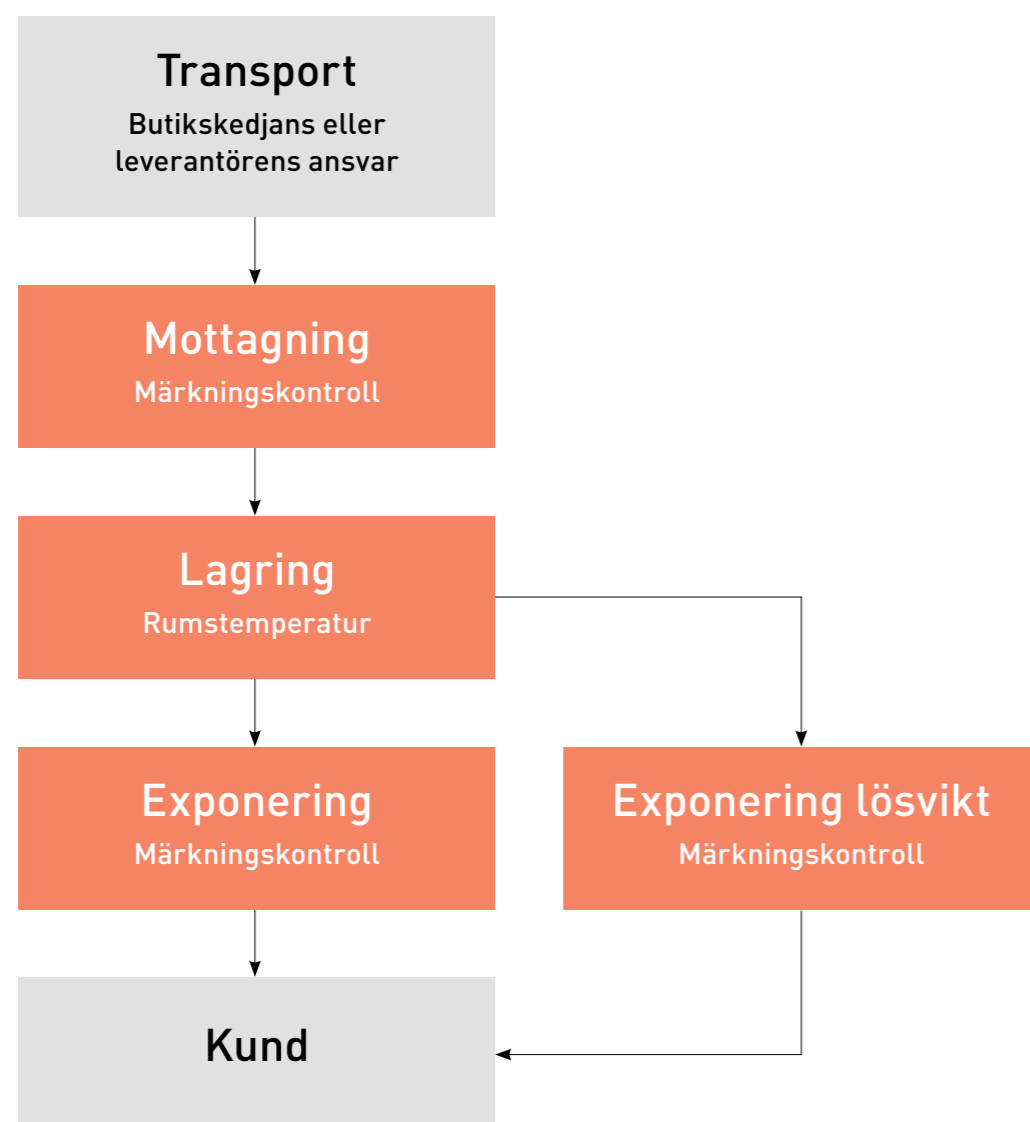 Transport
Butikskedjans eller
leverantörens ansvar
Mottagning
Märkningskontroll
Lagring
Rumstemperatur
Exponering
Märkningskontroll
Exponering lösvikt
Märkningskontroll
Kund